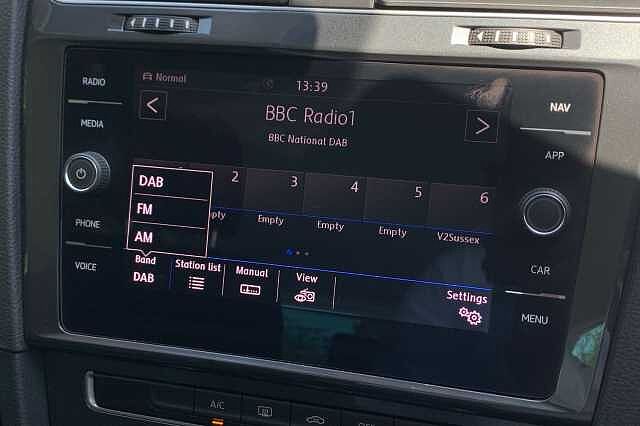 RADIO
MEDIA
PHONE
VOICE
Normal
13:39
BBC Radio1
BBC National DAB
2
3
4
5
6
pty
Empty
Empty
Empty
V2Sussex
DAB
FM
AM
Band
DAB
Station list
Manual
View
Settings
NAV
APP
CAR
MENU
A/C